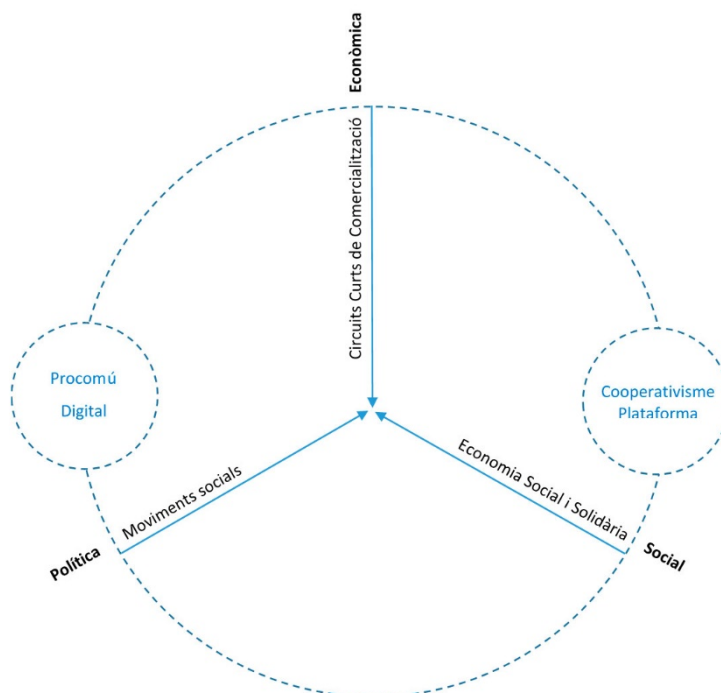 Econòmica
Circuits Curts de Comercialització
Procomú
Digital
Cooperativisme
Plataforma
Moviments socials
Economia Social i Solidària
Política
Social